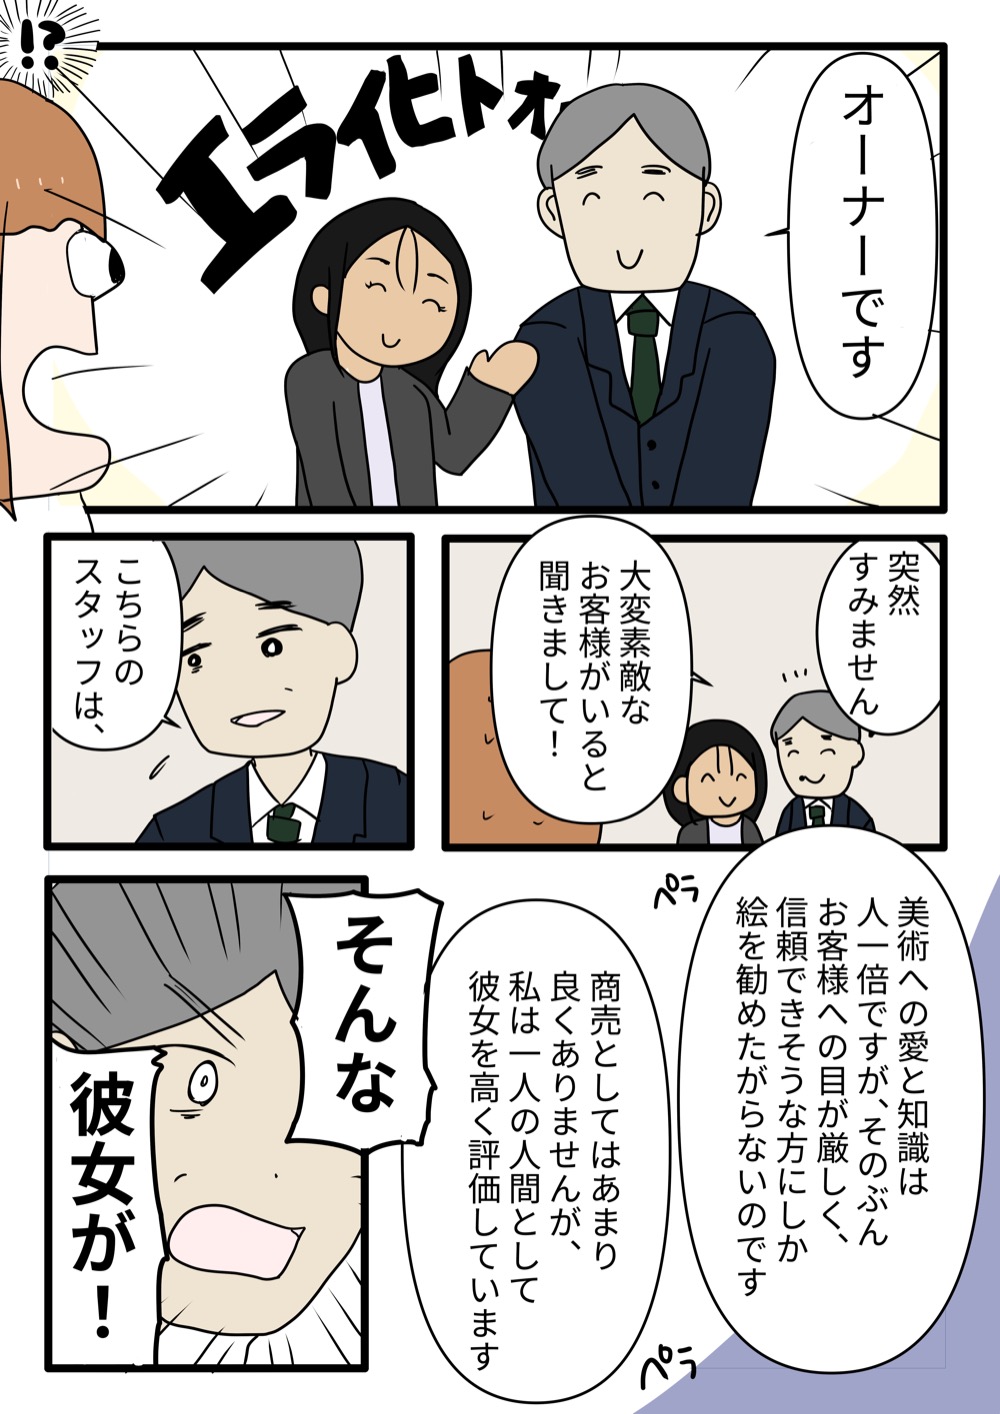 オーナーです
エライヒトォ
!?
突然
すみません
大変素敵な
お客様がいると
聞きまして！
こちらの
スタッフは、
美術への愛と知識は
人一倍ですが、そのぶん
お客様への目が厳しく、
信頼できそうな方にしか
絵を勧めたがらないのです
ペラ
商売としてはあまり
良くありませんが、
私は一人の人間として
彼女を高く評価しています
ペラ
そんな
彼女が！